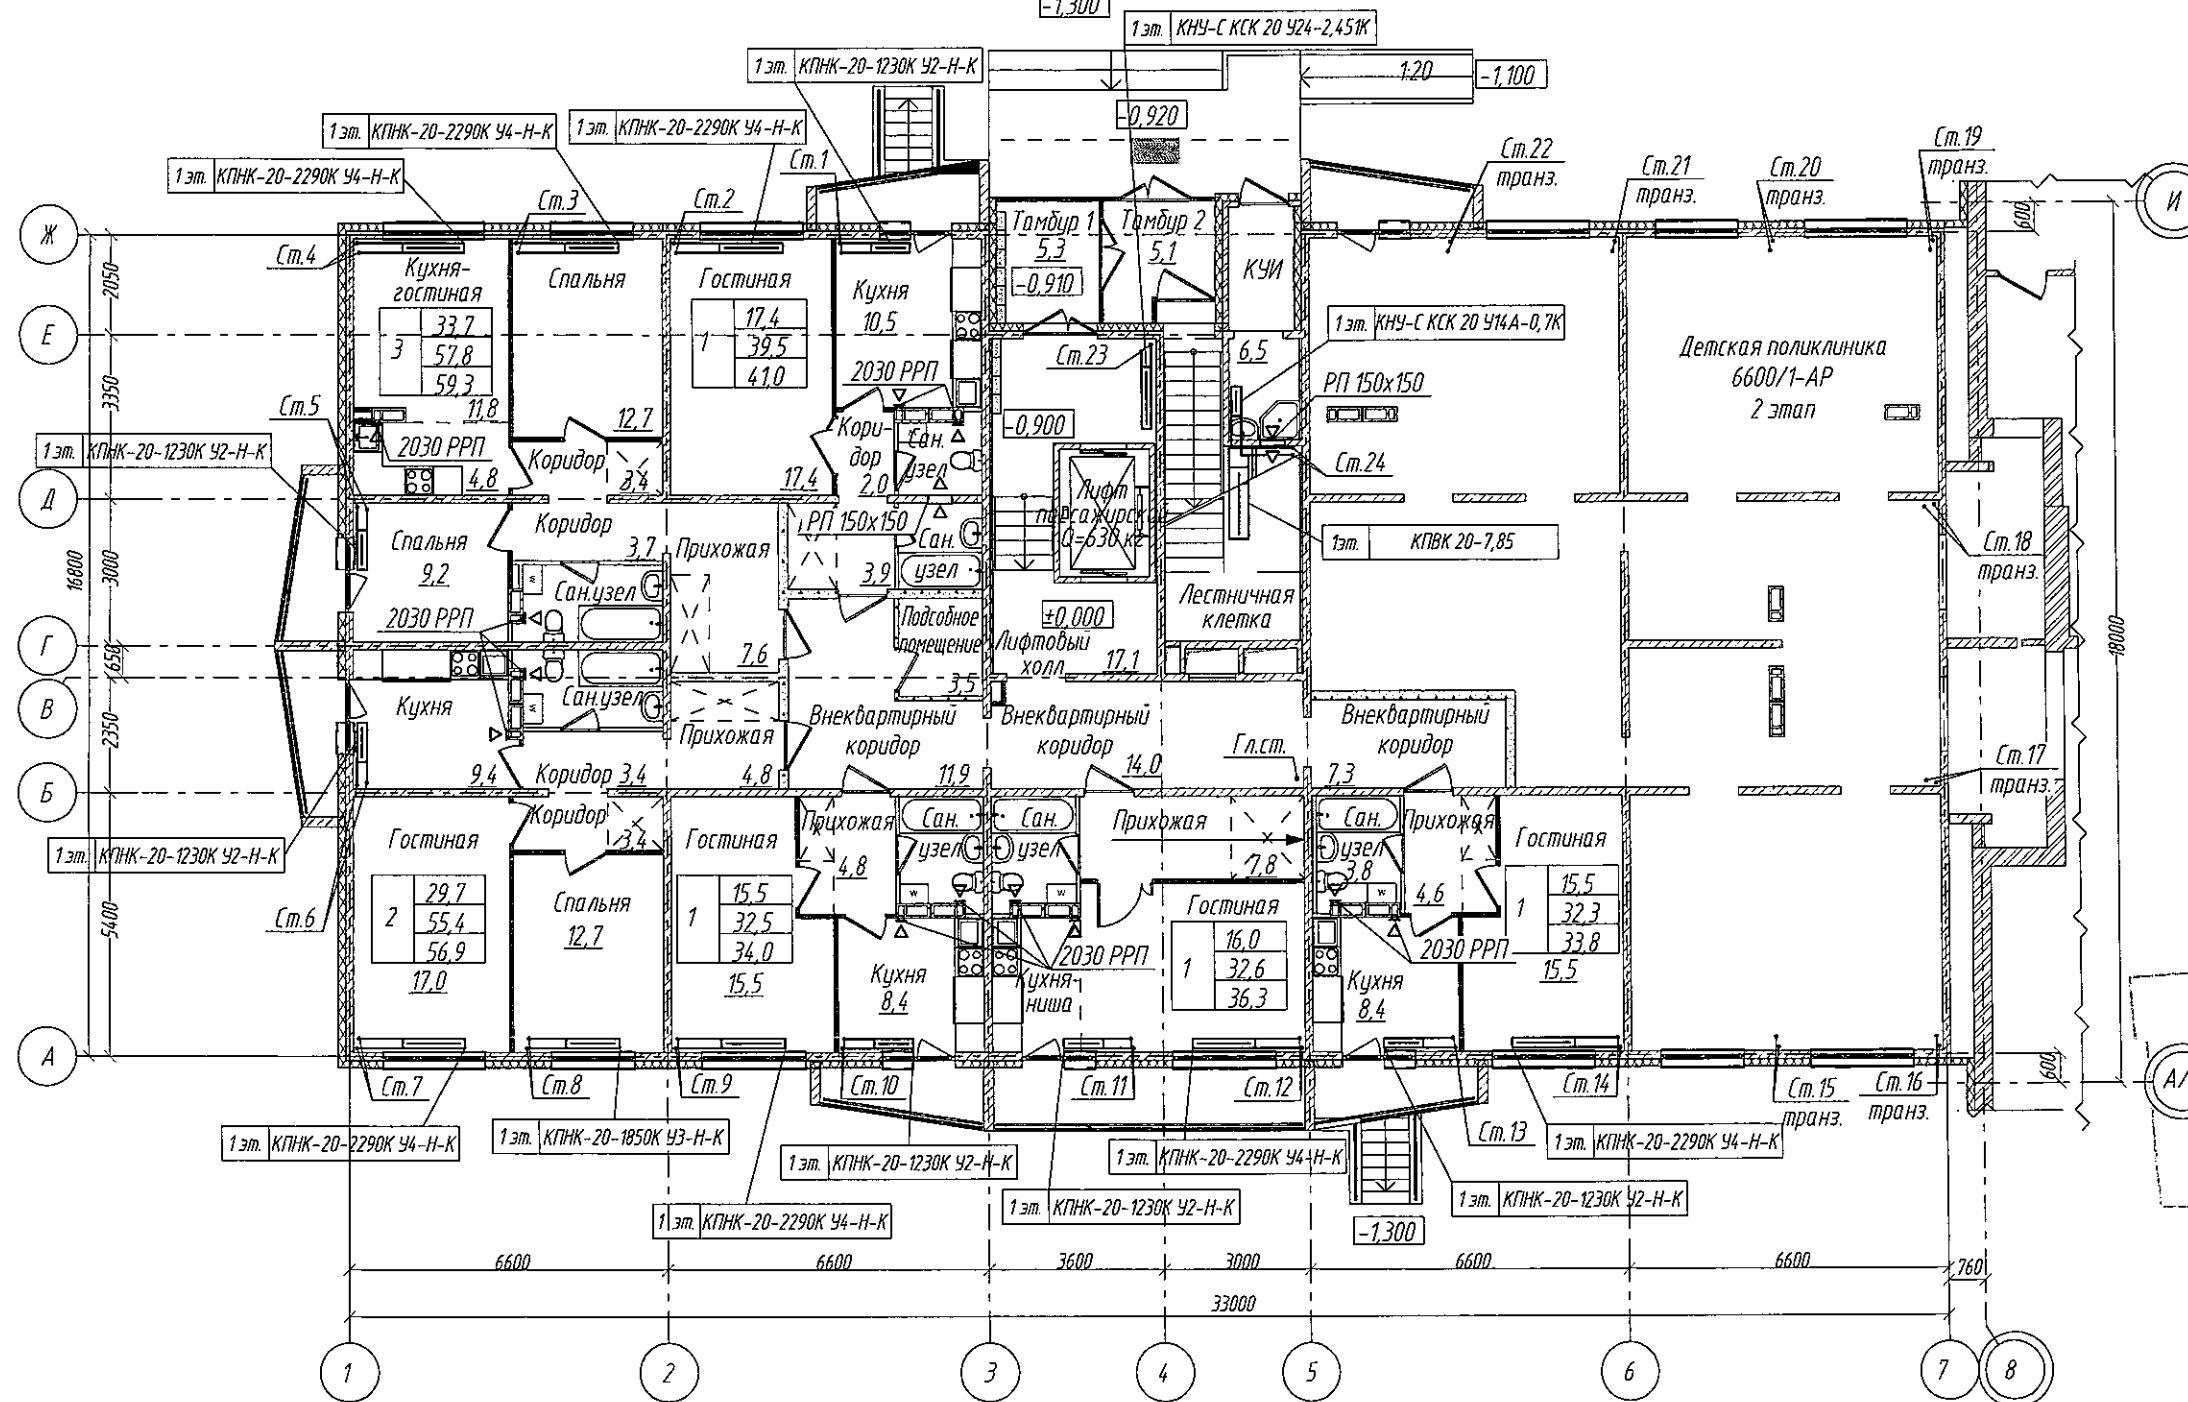 -1,300
1 эт. КНУ-С КСК 20 У24-2,451К
1 эт. КПНК-20-1230К У2-Н-К
1:20
-1,100
-0,920
1 эт. КПНК-20-2290К У4-Н-К
1 эт. КПНК-20-2290К У4-Н-К
1 эт. КПНК-20-2290К У4-Н-К
Ст.1
Ст.2
Ст.3
Ст.4
Ст.22
транз.
Ст.21
транз.
Ст.20
транз.
Ст.19
транз.
И
Ж
600
Тамбур 1
5,3
-0,910
Тамбур 2
5,1
КУИ
Кухня-
гостиная
3
33,7
57,8
59,3
11,8
Спальня
12,7
Гостиная
1
17,4
39,5
41,0
17,4
Кухня
10,5
2030 РРП
Е
2050
3350
Ст.23
6,5
1 эт. КНУ-С КСК 20 У14А-0,7К
РП 150х150
Детская поликлиника
6600/1-АР
2 этап
Ст.5
2030 РРП
4,8
1 эт. КПНК-20-1230К У2-Н-К
Коридор
3,4
Кори-
дор
2,0
Сан.
узел
-0,900
Ст.24
Д
Лифт
пассажирский
Q=630 кг
1эт. КПВК 20-7,85
Спальня
9,2
Коридор
3,7
Прихожая
7,6
РП 150х150
3,9
Сан.
узел
Ст.18
транз.
16800
3000
18000
Сан.узел
2030 РРП
Подсобное
помещение
3,5
±0,000
Лифтовый
холл
17,1
Лестничная
клетка
Г
650
В
Кухня
9,4
Сан.узел
Прихожая
4,8
Коридор
3,4
Внеквартирный
коридор
11,9
Внеквартирный
коридор
14,0
Гл.ст.
Внеквартирный
коридор
7,3
2350
Ст.17
транз.
Б
1 эт. КПНК-20-1230К У2-Н-К
Ст.6
Гостиная
2
29,7
55,4
56,9
17,0
Коридор
3,4
Спальня
12,7
Гостиная
1
15,5
32,5
34,0
15,5
Прихожая
4,8
Сан.
узел
Кухня
8,4
Сан.
узел
Прихожая
7,8
Гостиная
1
16,0
32,6
36,3
2030 РРП
Кухня-
ниша
Сан.
узел
3,8
Прихожая
4,6
2030 РРП
Кухня
8,4
Гостиная
1
15,5
32,3
33,8
15,5
5400
А
600
А/
Ст.7
Ст.8
Ст.9
Ст.10
Ст.11
Ст.12
Ст.13
Ст.14
Ст.15
транз.
Ст.16
транз.
1 эт. КПНК-20-2290К У4-Н-К
1 эт. КПНК-20-1850К У3-Н-К
1 эт. КПНК-20-1230К У2-Н-К
1 эт. КПНК-20-2290К У4-Н-К
1 эт. КПНК-20-2290К У4-Н-К
1 эт. КПНК-20-2290К У4-Н-К
1 эт. КПНК-20-1230К У2-Н-К
1 эт. КПНК-20-1230К У2-Н-К
-1,300
6600
6600
3600
3000
6600
6600
760
33000
1
2
3
4
5
6
7
8